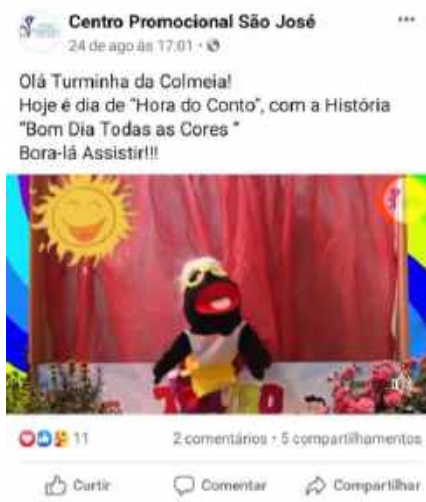 Centro Promocional São José
24 de ago às 17:01
Olá Turminha da Colmeia!
Hoje é dia de "Hora do Conto", com a História
"Bom Dia Todas as Cores "
Bora-lá Assistir!!!
11
2 comentários · 5 compartilhamentos
Curtir
Comentar
Compartilhar